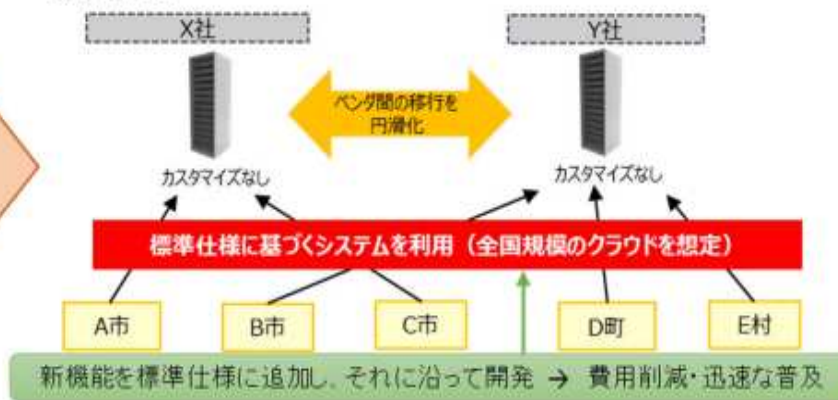 X社
Y社
ベンダ間の移行を
円滑化
カスタマイズなし
カスタマイズなし
標準仕様に基づくシステムを利用（全国規模のクラウドを想定）
A市
B市
C市
D町
E村
新機能を標準仕様に追加し、それに沿って開発 → 費用削減・迅速な普及